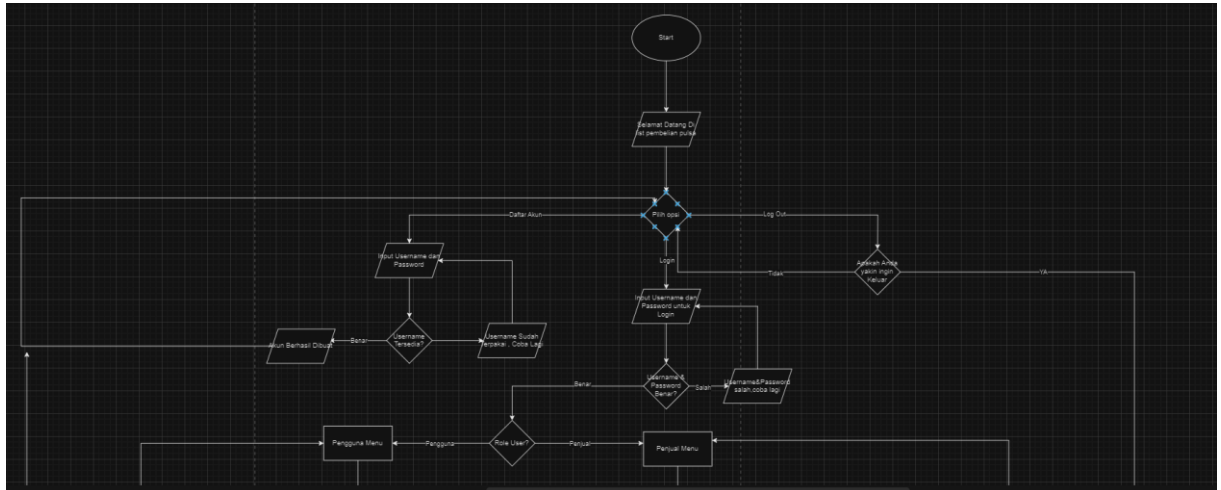 Start
Selamat Datang Di
list pembelian pulsa
Pilih opsi
Daftar Akun
Log Out
Input Username dan
Password
Login
Apakah Anda
yakin ingin
Keluar
Tidak
YA
Input Username dan
Password untuk
Login
Username
Tersedia?
Benar
Akun Berhasil Dibuat
Username Sudah
Terpakai , Coba Lagi
Username &
Password
Benar?
Benar
Salah
Username&Password
salah,coba lagi
Role User?
Pengguna
Penjual
Pengguna Menu
Penjual Menu